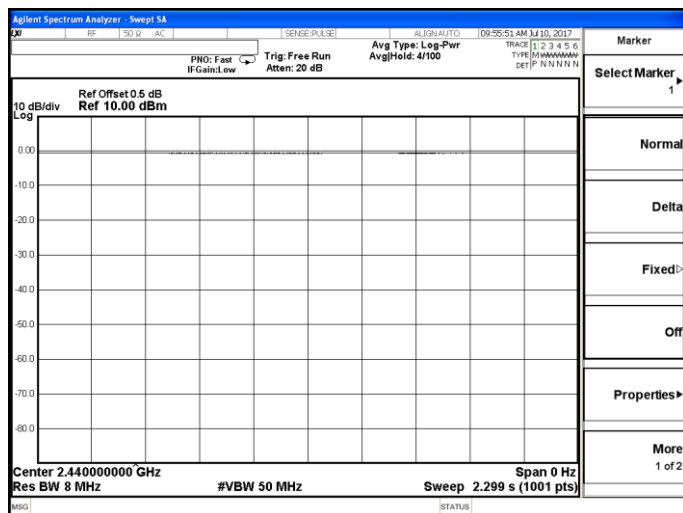 Agilent Spectrum Analyzer - Swept SA
LXI RF 50 Ω AC SENSE:PULSE ALIGNAUTO 09:55:51 AM Jul 10, 2017
PNO: Fast
IFGain:Low
Trig: Free Run
Atten: 20 dB
Avg Type: Log-Pwr
Avg|Hold: 4/100
TRACE 1 2 3 4 5 6
TYPE M WWWWW
DET P N N N N N
Ref Offset 0.5 dB
10 dB/div Ref 10.00 dBm
Log
0.00
-10.0
-20.0
-30.0
-40.0
-50.0
-60.0
-70.0
-80.0
Center 2.440000000 GHz Span 0 Hz
Res BW 8 MHz #VBW 50 MHz Sweep 2.299 s (1001 pts)
MSG STATUS
Marker
Select Marker
1
Normal
Delta
Fixed
Off
Properties
More
1 of 2